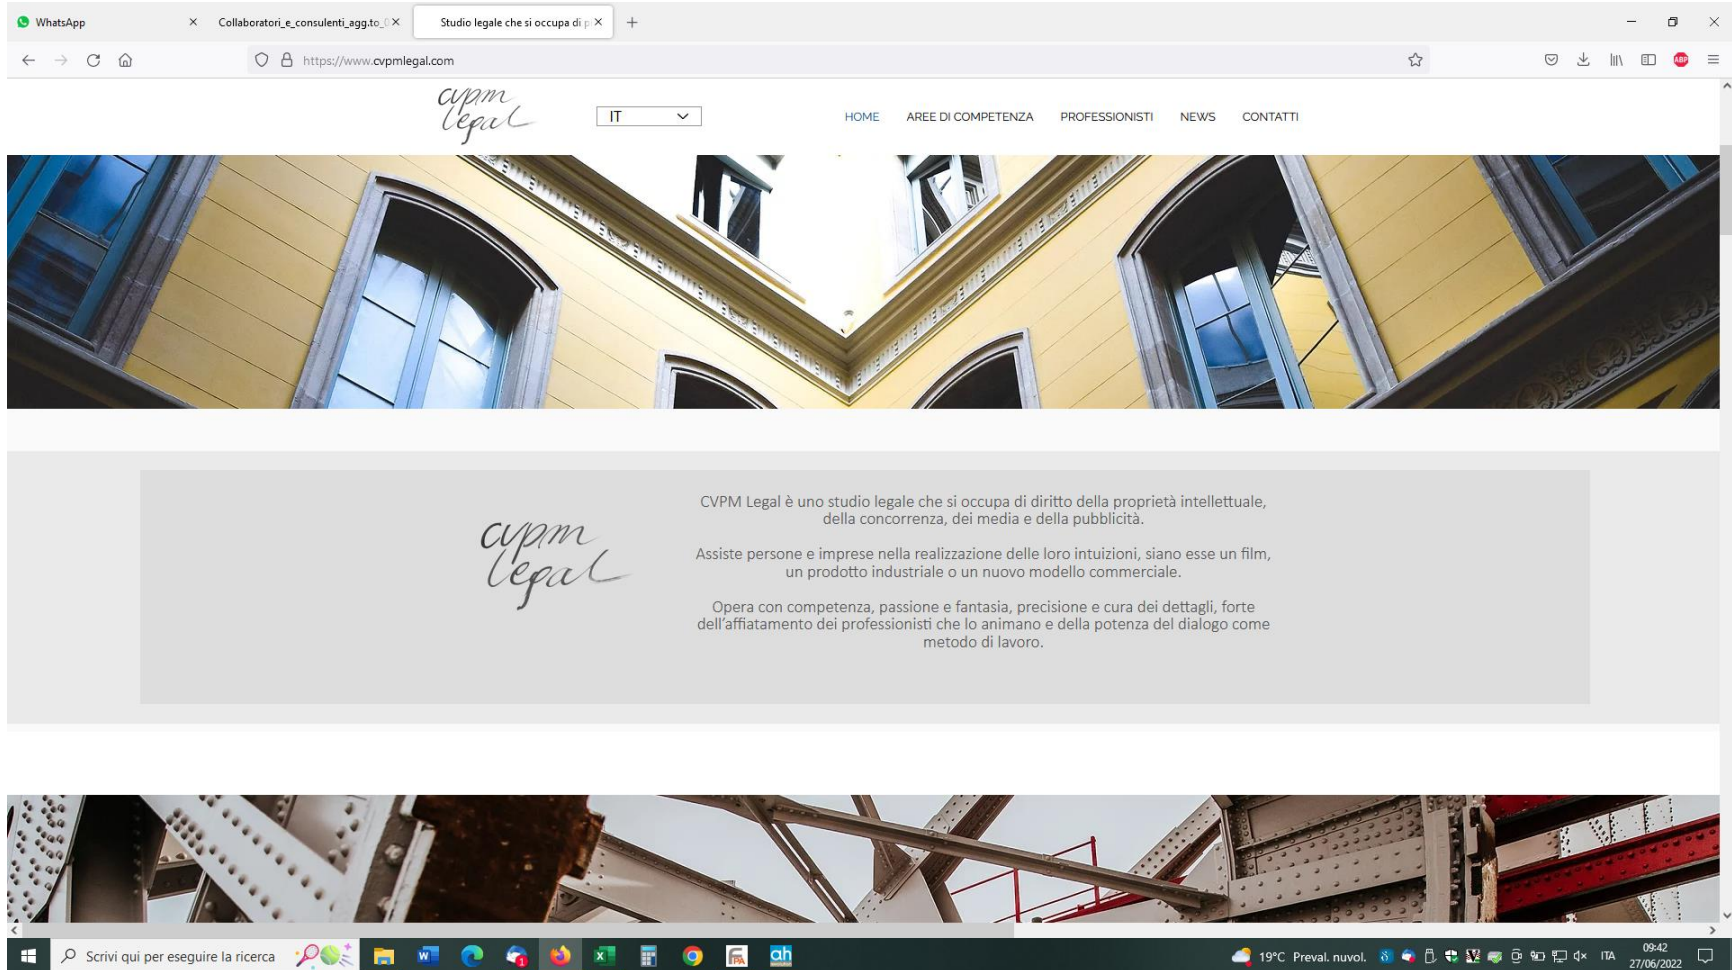 WhatsApp
Collaboratori_e_consulenti_agg.to_
Studio legale che si occupa di p
https://www.cvpmlegal.com
ABP
cvpm
legal
IT
HOME AREE DI COMPETENZA PROFESSIONISTI NEWS CONTATTI
cvpm
legal
CVPM Legal è uno studio legale che si occupa di diritto della proprietà intellettuale,
della concorrenza, dei media e della pubblicità.
Assiste persone e imprese nella realizzazione delle loro intuizioni, siano esse un film,
un prodotto industriale o un nuovo modello commerciale.
Opera con competenza, passione e fantasia, precisione e cura dei dettagli, forte
dell'affiatamento dei professionisti che lo animano e della potenza del dialogo come
metodo di lavoro.
Scrivi qui per eseguire la ricerca
ah
19°C Preval. nuvol.
ITA
09:42
27/06/2022